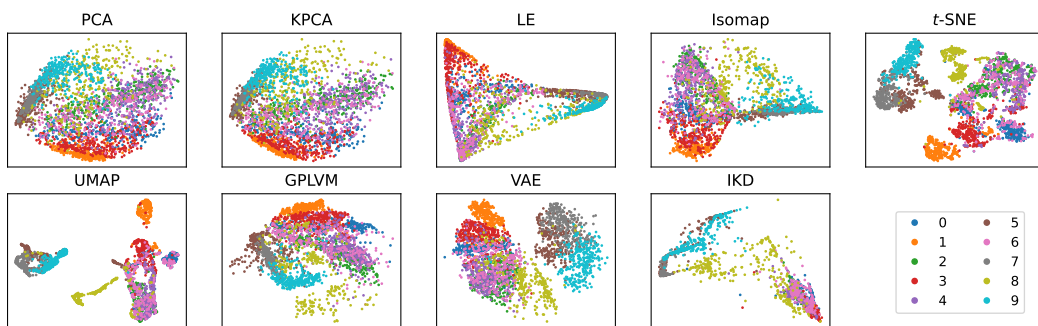 PCA
KPCA
LE
Isomap
t-SNE
UMAP
GPLVM
VAE
IKD
0 5
1 6
2 7
3 8
4 9